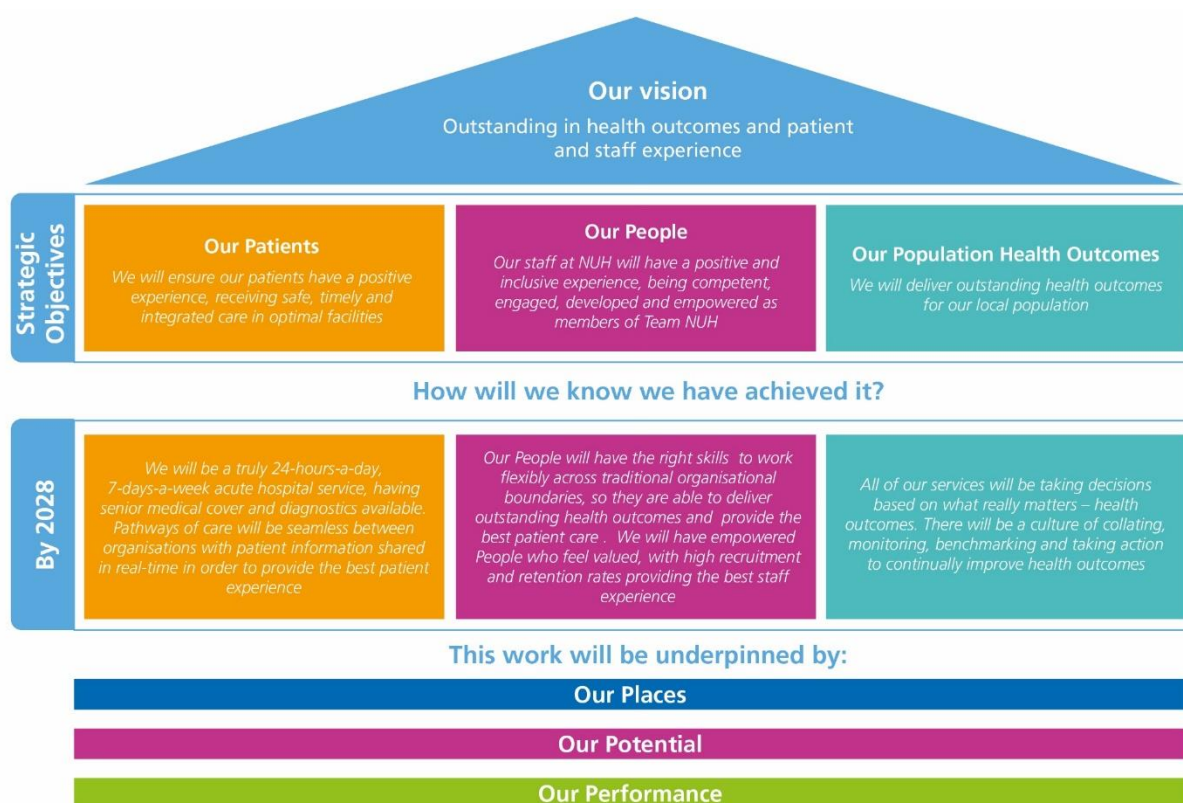 Our vision
Outstanding in health outcomes and patient
and staff experience
Strategic
Objectives
Our Patients
We will ensure our patients have a positive
experience, receiving safe, timely and
integrated care in optimal facilities
Our People
Our staff at NUH will have a positive and
inclusive experience, being competent,
engaged, developed and empowered as
members of Team NUH
Our Population Health Outcomes
We will deliver outstanding health outcomes
for our local population
How will we know we have achieved it?
By 2028
We will be a truly 24-hours-a-day,
7-days-a-week acute hospital service, having
senior medical cover and diagnostics available.
Pathways of care will be seamless between
organisations with patient information shared
in real-time in order to provide the best patient
experience
Our People will have the right skills to work
flexibly across traditional organisational
boundaries, so they are able to deliver
outstanding health outcomes and provide the
best patient care . We will have empowered
People who feel valued, with high recruitment
and retention rates providing the best staff
experience
All of our services will be taking decisions
based on what really matters – health
outcomes. There will be a culture of collating,
monitoring, benchmarking and taking action
to continually improve health outcomes
This work will be underpinned by:
Our Places
Our Potential
Our Performance